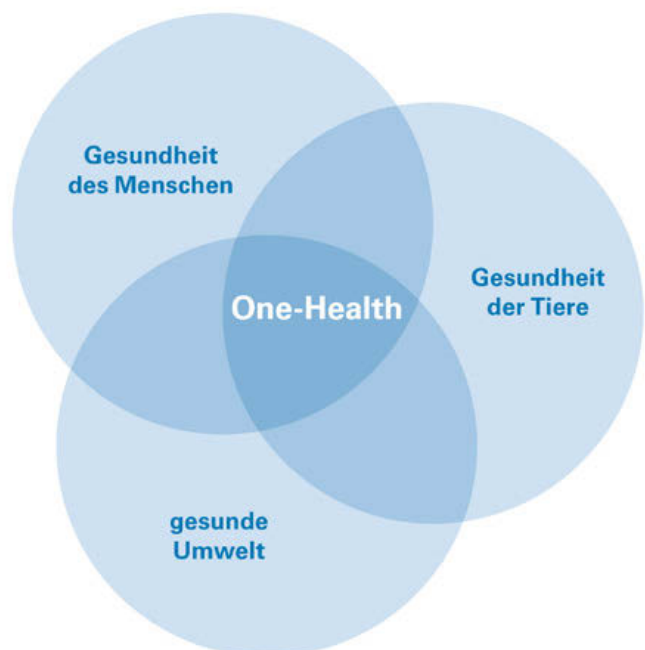 Gesundheit
des Menschen
Gesundheit
der Tiere
One-Health
gesunde
Umwelt